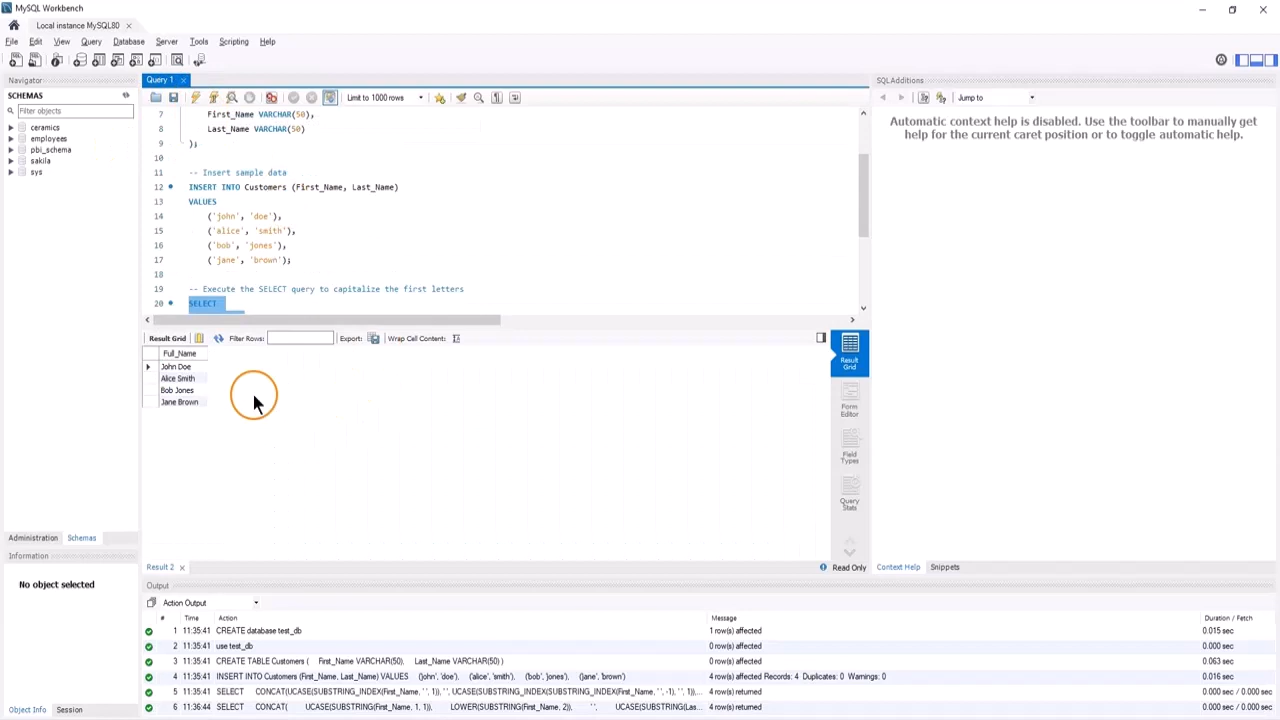 MySQL Workbench
Local instance MySQL80
File Edit View Query Database Server Tools Scripting Help
Navigator
SCHEMAS
Filter objects
ceramics
employees
pbi_schema
sakila
sys
Administration Schemas
Information
No object selected
Object Info Session
Query 1
Limit to 1000 rows
7 First_Name VARCHAR(50),
8 Last_Name VARCHAR(50)
9 );
10
11 -- Insert sample data
12 INSERT INTO Customers (First_Name, Last_Name)
13 VALUES
14 ('john', 'doe'),
15 ('alice', 'smith'),
16 ('bob', 'jones'),
17 ('jane', 'brown');
18
19 -- Execute the SELECT query to capitalize the first letters
20 SELECT
Result Grid Filter Rows: Export: Wrap Cell Content:
Full_Name
John Doe
Alice Smith
Bob Jones
Jane Brown
Result Grid
Form Editor
Field Types
Query Stats
Result 2 Read Only
SQLAdditions
Jump to
Automatic context help is disabled. Use the toolbar to manually get
help for the current caret position or to toggle automatic help.
Context Help Snippets
Output
Action Output
# Time Action Message Duration / Fetch
1 11:35:41 CREATE database test_db 1 row(s) affected 0.015 sec
2 11:35:41 use test_db 0 row(s) affected 0.000 sec
3 11:35:41 CREATE TABLE Customers ( First_Name VARCHAR(50), Last_Name VARCHAR(50) ) 0 row(s) affected 0.063 sec
4 11:35:41 INSERT INTO Customers (First_Name, Last_Name) VALUES ('john', 'doe'), ('alice', 'smith'), ('bob', 'jones'), ('jane', 'brown') 4 row(s) affected Records: 4 Duplicates: 0 Warnings: 0 0.016 sec
5 11:35:41 SELECT CONCAT(UCASE(SUBSTRING_INDEX(First_Name, ' ', 1)), ' ', UCASE(SUBSTRING_INDEX(SUBSTRING_INDEX(First_Name, ' ', -1), ' ', 1)),... 4 row(s) returned 0.000 sec / 0.000 sec
6 11:36:44 SELECT CONCAT( UCASE(SUBSTRING(First_Name, 1, 1)), LOWER(SUBSTRING(First_Name, 2)), ' ', UCASE(SUBSTRING(Las... 4 row(s) returned 0.000 sec / 0.000 sec